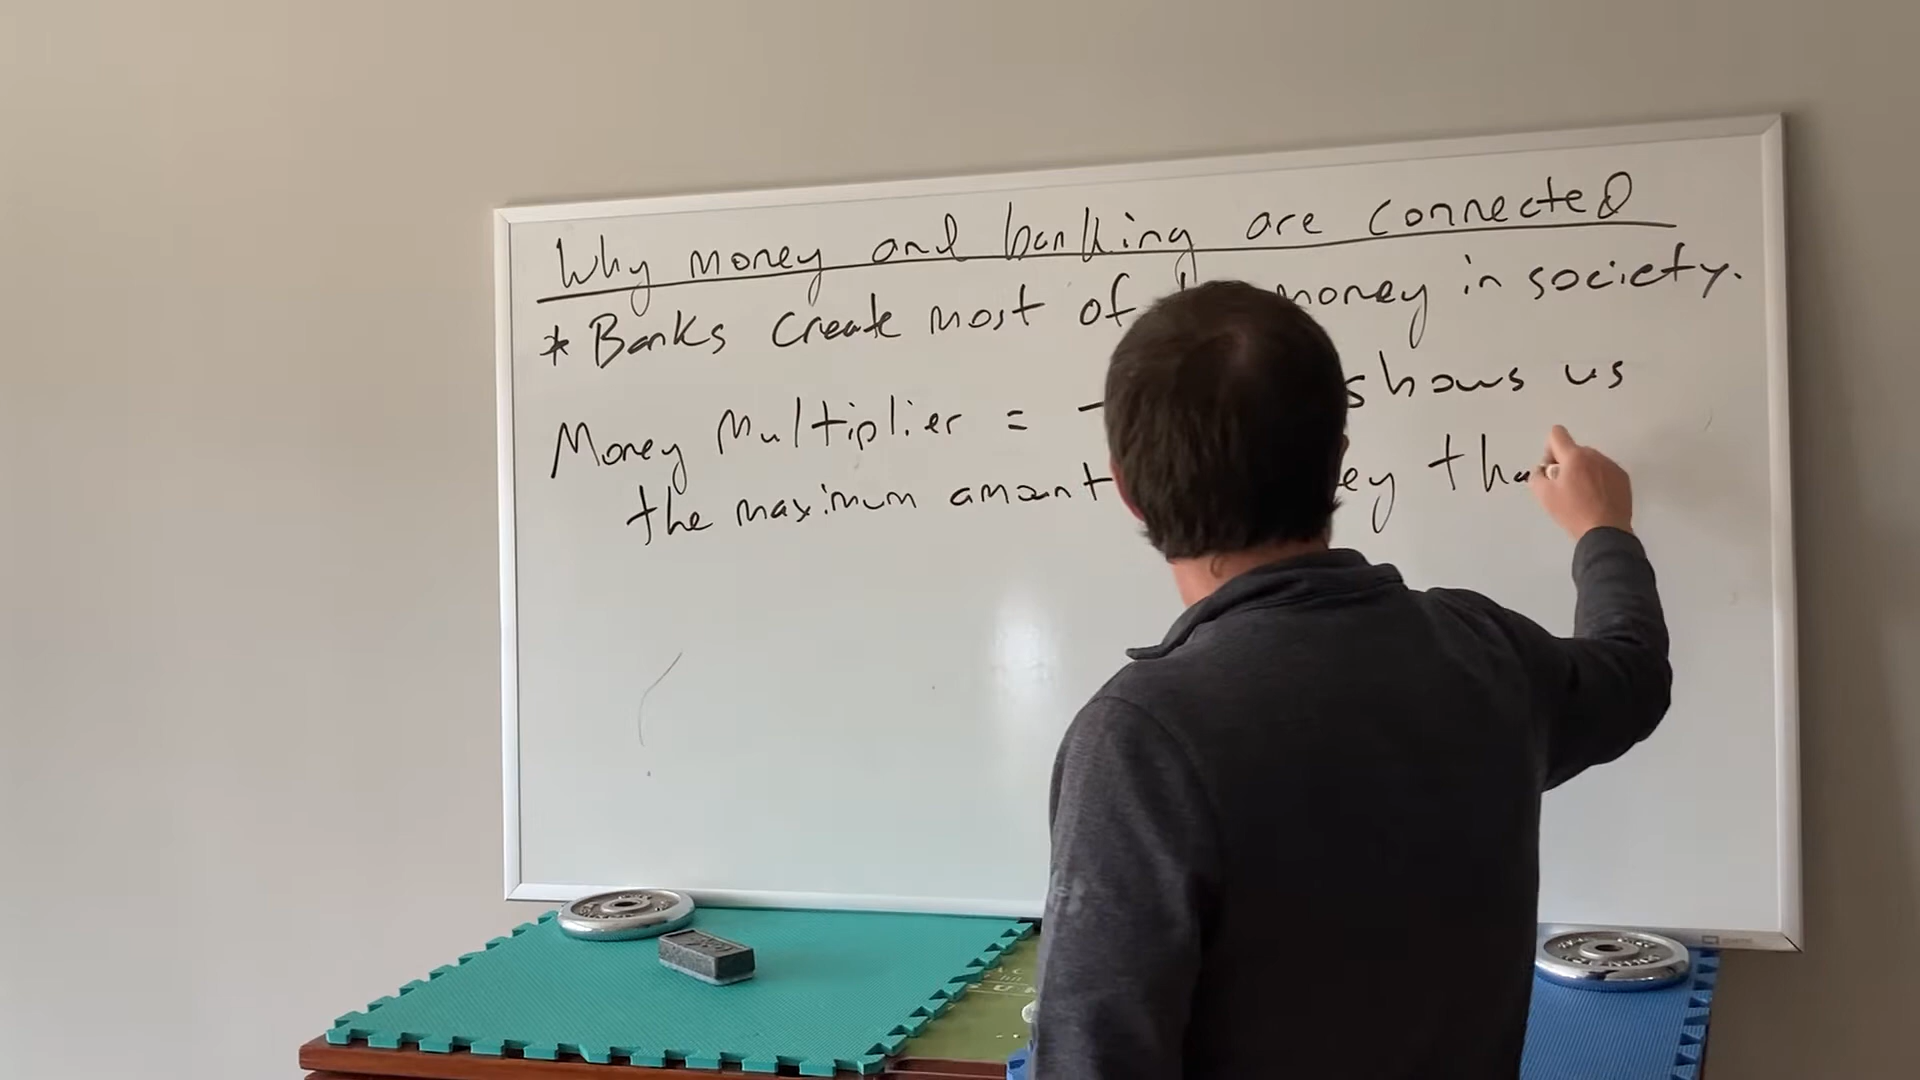 Why money and banking are connected
* Banks create most of money in society.
Money Multiplier = shows us
the maximum amount tha